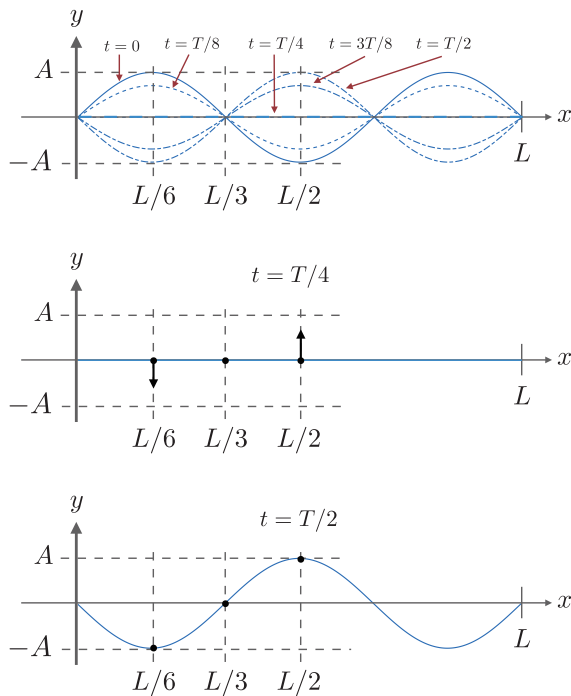 y
t = 0 t = T/8 t = T/4 t = 3T/8 t = T/2
A
x
−A
L
L/6 L/3 L/2
y
t = T/4
A
x
−A
L
L/6 L/3 L/2
y
t = T/2
A
x
L
−A
L/6 L/3 L/2